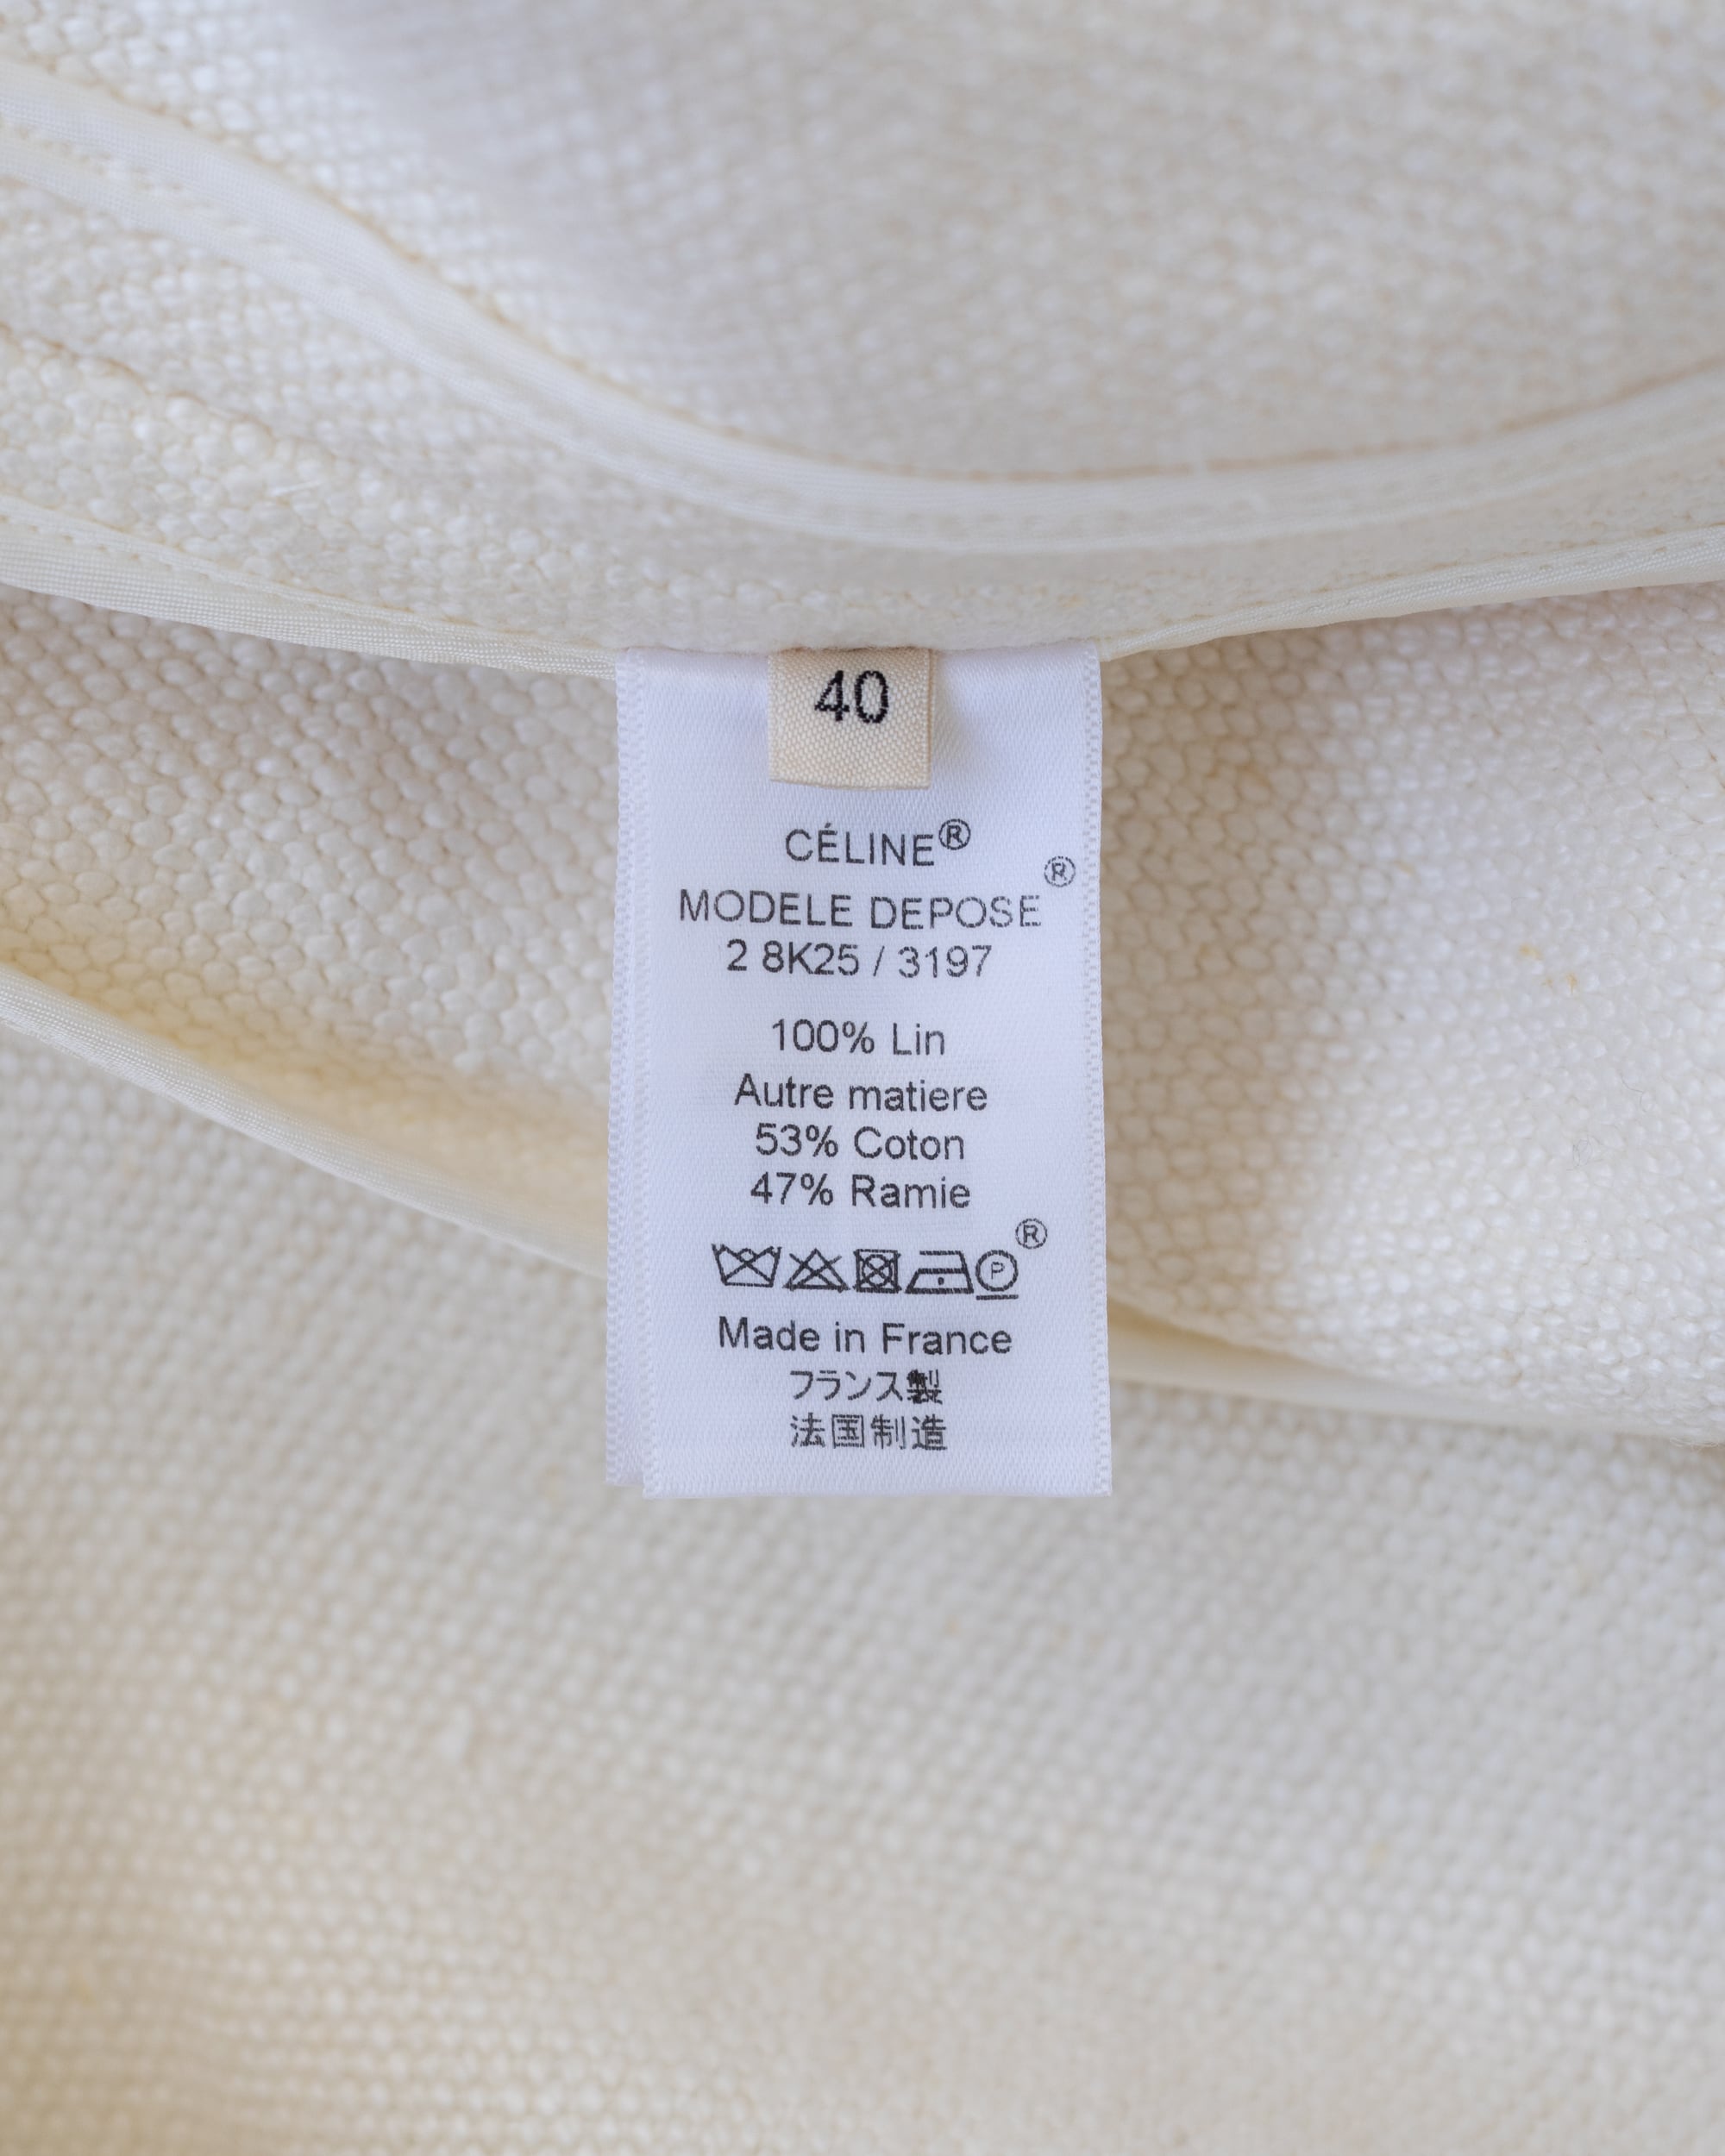 40
CÉLINE®
MODELE DEPOSE®
2 8K25 / 3197
100% Lin
Autre matiere
53% Coton
47% Ramie
P ®
Made in France
フランス製
法国制造